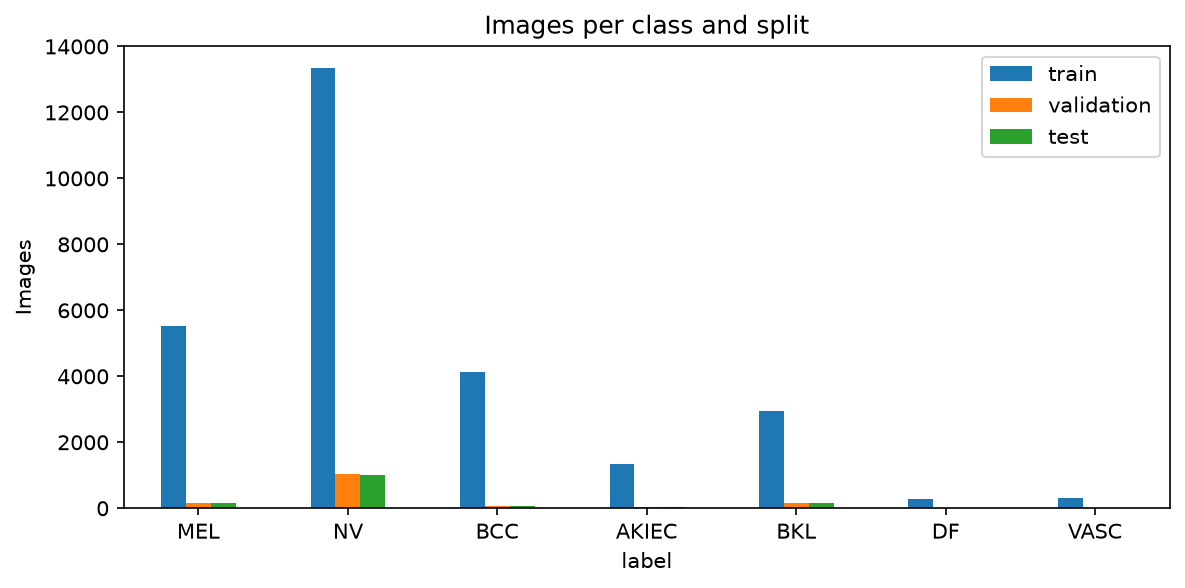 Images per class and split
14000
12000
10000
8000
6000
4000
2000
0
Images
train
validation
test
MEL NV BCC AKIEC BKL DF VASC
label